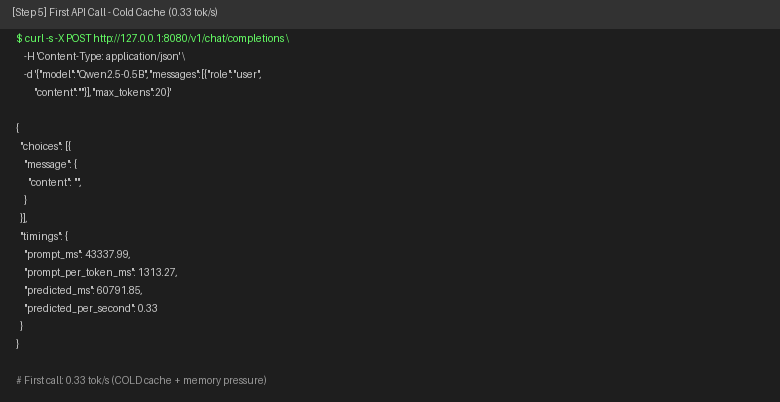 [Step 5] First API Call - Cold Cache (0.33 tok/s)
$ curl -s -X POST http://127.0.0.1:8080/v1/chat/completions \
-H 'Content-Type: application/json' \
-d '{"model":"Qwen2.5-0.5B","messages":[{"role":"user",
"content":""}],"max_tokens":20}'
{
"choices": [{
"message": {
"content": "",
}
}],
"timings": {
"prompt_ms": 43337.99,
"prompt_per_token_ms": 1313.27,
"predicted_ms": 60791.85,
"predicted_per_second": 0.33
}
}
# First call: 0.33 tok/s (COLD cache + memory pressure)